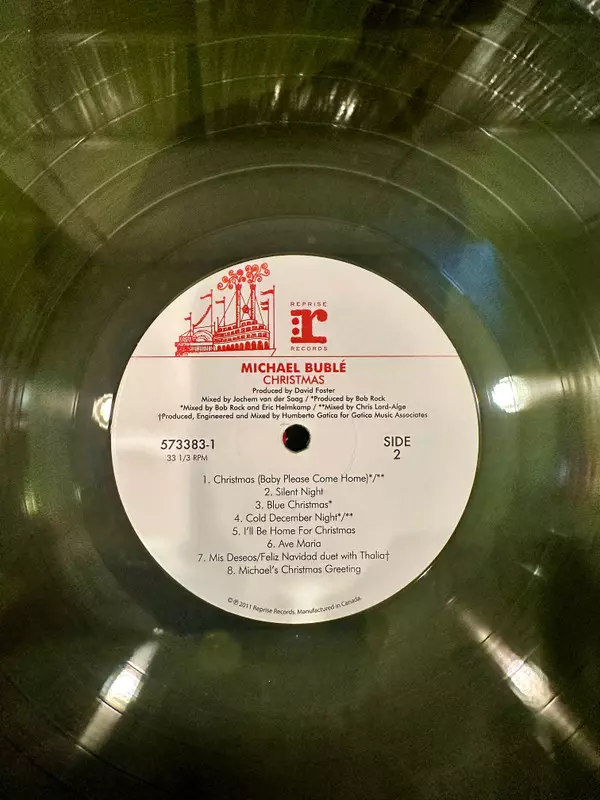 REPRISE
r
RECORDS
MICHAEL BUBLÉ
CHRISTMAS
Produced by David Foster
Mixed by Jochem van der Saag / *Produced by Bob Rock
*Mixed by Bob Rock and Eric Helmkamp / **Mixed by Chris Lord-Alge
†Produced, Engineered and Mixed by Humberto Gatica for Gatica Music Associates
573383-1
33 1/3 RPM
SIDE
2
1. Christmas (Baby Please Come Home)*/**
2. Silent Night
3. Blue Christmas*
4. Cold December Night*/**
5. I'll Be Home For Christmas
6. Ave Maria
7. Mis Deseos/Feliz Navidad duet with Thalia†
8. Michael's Christmas Greeting
©℗ 2011 Reprise Records. Manufactured in Canada.